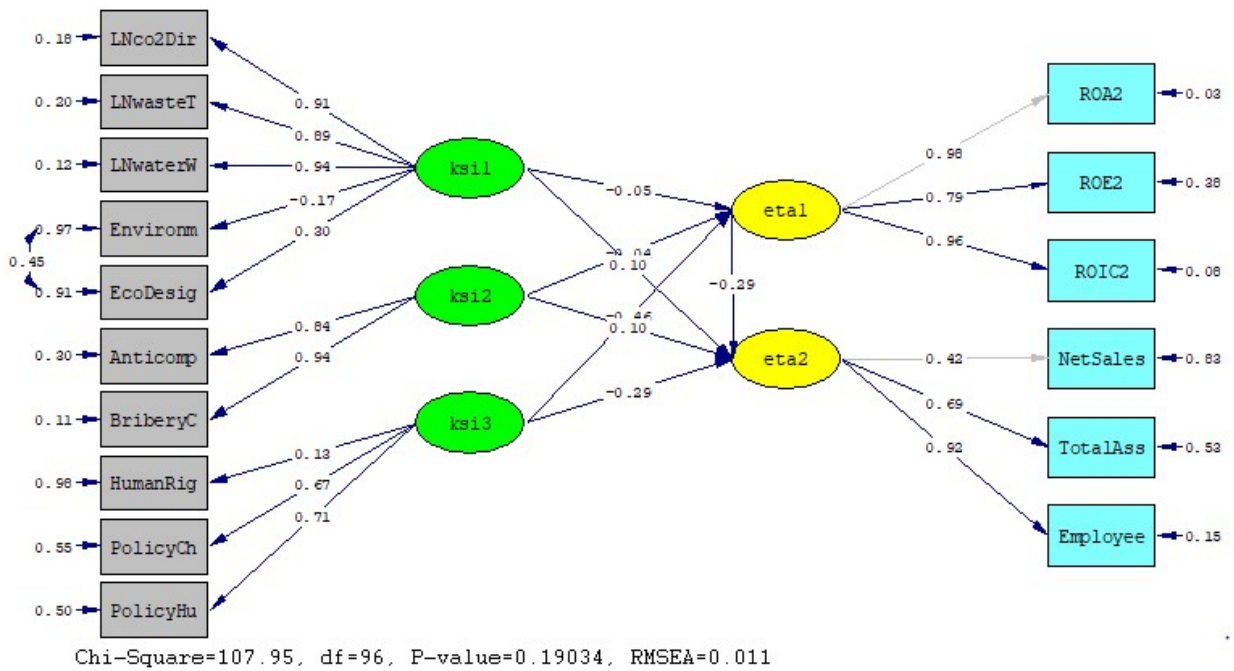 0.18 LNco2Dir
0.20 LNwasteT
0.12 LNwaterW
0.97 Environm
0.45
0.91 EcoDesig
0.30 Anticomp
0.11 BriberyC
0.98 HumanRig
0.55 PolicyCh
0.50 PolicyHu
0.91
0.89
0.94
-0.17
0.30
0.84
0.94
0.13
0.67
0.71
ksi1
ksi2
ksi3
-0.05
0.10
0.10
-0.29
-0.29
eta1
eta2
0.79
0.96
0.42
0.69
0.92
ROA2 0.03
ROE2 0.38
ROIC2 0.08
NetSales 0.83
TotalAss 0.53
Employee 0.15
Chi-Square=107.95, df=96, P-value=0.19034, RMSEA=0.011